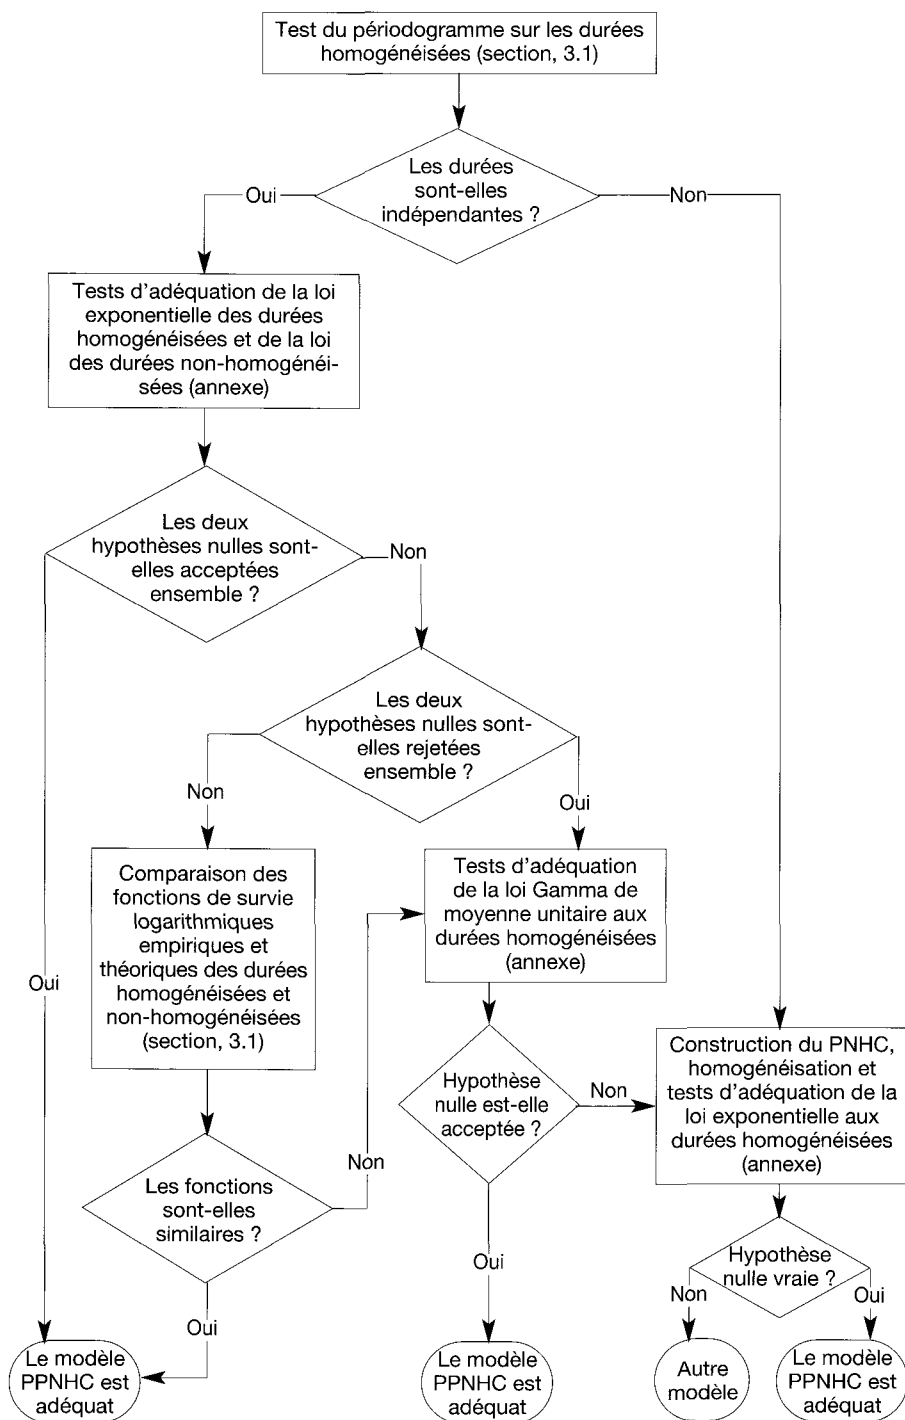 Test du périodogramme sur les durées
homogénéisées (section, 3.1)
Les durées
sont-elles
indépendantes ?
Oui
Non
Tests d'adéquation de la loi
exponentielle des durées
homogénéisées et de la loi
des durées non-homogénéi-
sées (annexe)
Les deux
hypothèses nulles sont-
elles acceptées
ensemble ?
Non
Les deux
hypothèses nulles sont-
elles rejetées
ensemble ?
Non
Oui
Comparaison des
fonctions de survie
logarithmiques
empiriques et
théoriques des durées
homogénéisées et
non-homogénéisées
(section, 3.1)
Tests d'adéquation
de la loi Gamma de
moyenne unitaire aux
durées homogénéisées
(annexe)
Oui
Construction du PNHC,
homogénéisation et
tests d'adéquation de la
loi exponentielle aux
durées homogénéisées
(annexe)
Hypothèse
nulle est-elle
acceptée ?
Non
Non
Les fonctions
sont-elles
similaires ?
Oui
Hypothèse
nulle vraie ?
Non
Oui
Oui
Le modèle
PPNHC est
adéquat
Le modèle
PPNHC est
adéquat
Autre
modèle
Le modèle
PPNHC est
adéquat